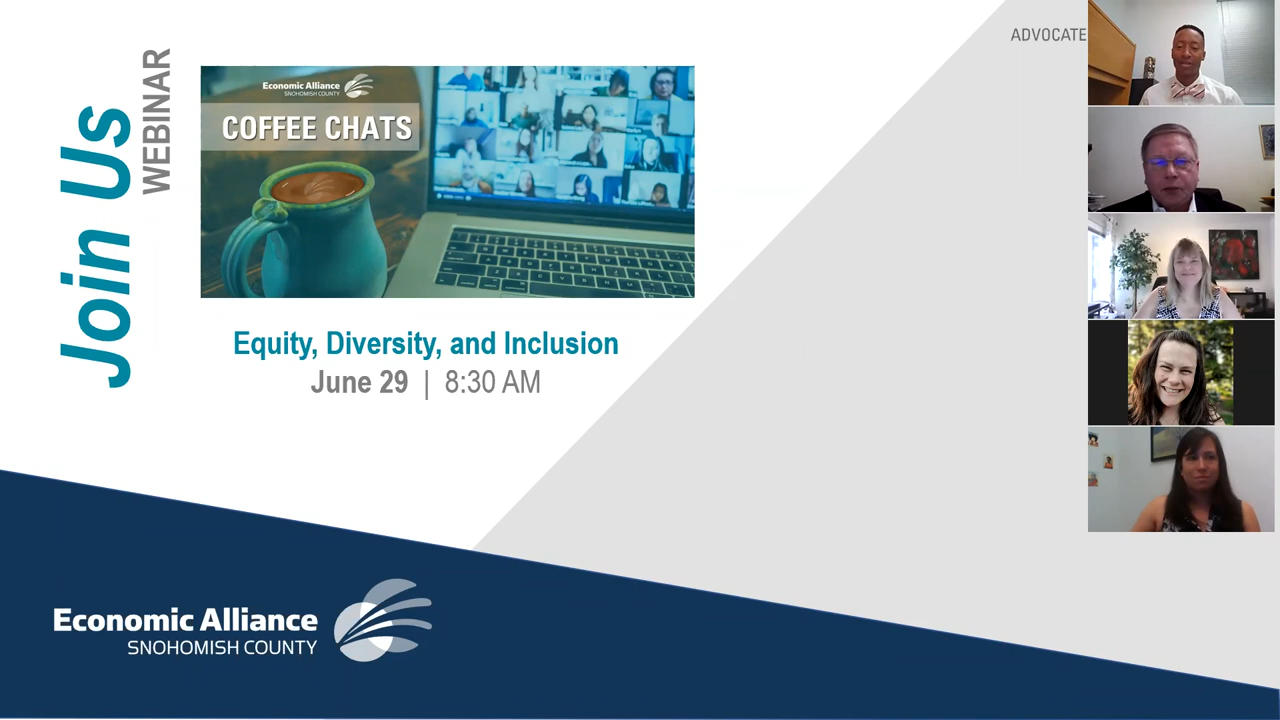 Join Us
WEBINAR
Economic Alliance
SNOHOMISH COUNTY
COFFEE CHATS
Equity, Diversity, and Inclusion
June 29 | 8:30 AM
ADVOCATE
Economic Alliance
SNOHOMISH COUNTY